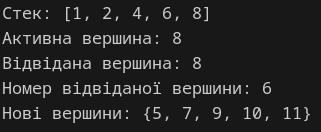 Стек: [1, 2, 4, 6, 8]
Активна вершина: 8
Відвідана вершина: 8
Номер відвіданої вершини: 6
Нові вершини: {5, 7, 9, 10, 11}